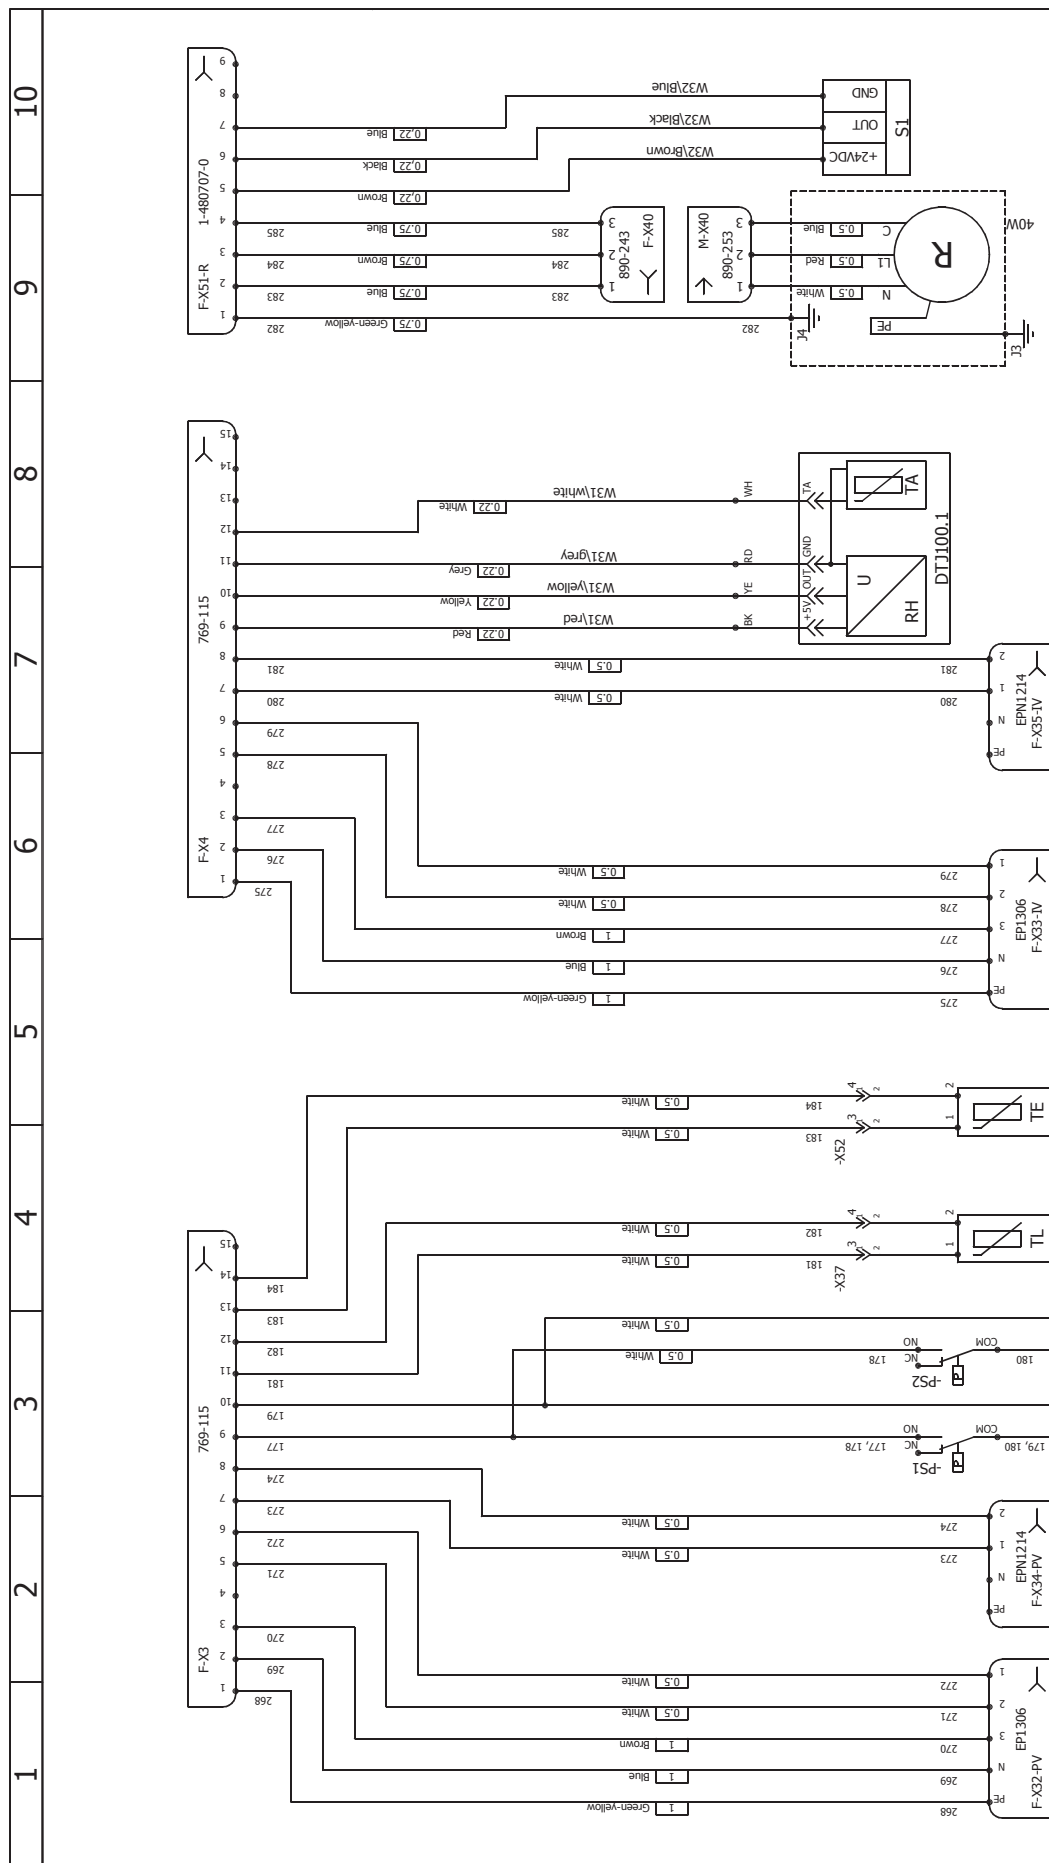 10
9
8
7
6
5
4
3
2
1
F-X51-R
1-480707-0
9
8
7
6
5
4
3
2
1
Blue 0,22
W32\Blue
Black 0,22
W32\Black
Brown 0,22
W32\Brown
GND
OUT
+24VDC
S1
285
Blue 0.75
285
284
Brown 0.75
284
283
Blue 0.75
283
282
Green-yellow 0.75
282
3
2
1
890-243
F-X40
M-X40
890-253
3
2
1
Blue 0.5
C
Red 0.5
L1
White 0.5
N
PE
R
40W
J4
J3
F-X4
769-115
15
14
13
12
11
10
9
8
7
6
5
4
3
2
1
White 0.22
W31\white
WH
TA
Grey 0.22
W31\grey
RD
GND
Yellow 0.22
W31\yellow
YE
OUT
Red 0.22
W31\red
BK
+5V
TA
U
RH
DTJ100.1
281
White 0.5
281
280
White 0.5
280
2
1
N
PE
EPN1214
F-X35-IV
279
278
277
276
275
White 0.5
279
White 0.5
278
Brown 1
277
Blue 1
276
Green-yellow 1
275
1
2
3
N
PE
EP1306
F-X33-IV
F-X3
769-115
15
14
13
12
11
10
9
8
7
6
5
4
3
2
1
184
183
182
181
179
177
274
273
272
271
270
269
268
White 0.5
184
4
1
2
2
White 0.5
183
3
1
2
1
-X52
TE
White 0.5
182
4
1
2
2
White 0.5
181
3
1
2
1
-X37
TL
White 0.5
White 0.5
178
NO
NC
COM
180
-PS2
P
177, 178
NO
NC
COM
179, 180
-PS1
P
White 0.5
274
White 0.5
273
2
1
N
PE
EPN1214
F-X34-PV
White 0.5
272
White 0.5
271
Brown 1
270
Blue 1
269
Green-yellow 1
268
1
2
3
N
PE
EP1306
F-X32-PV